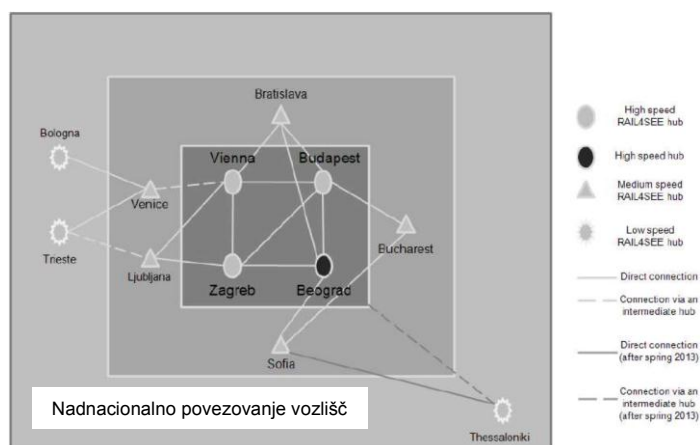 Bratislava
Bologna
Vienna
Budapest
Venice
Trieste
Ljubljana
Bucharest
Zagreb
Beograd
Sofia
Nadnacionalno povezovanje vozlišč
Thessaloniki
High speed
RAIL4SEE hub
High speed hub
Medium speed
RAIL4SEE hub
Low speed
RAIL4SEE hub
Direct connection
Connection via an
intermediate hub
Direct connection
(after spring 2013)
Connection via an
intermediate hub
(after spring 2013)